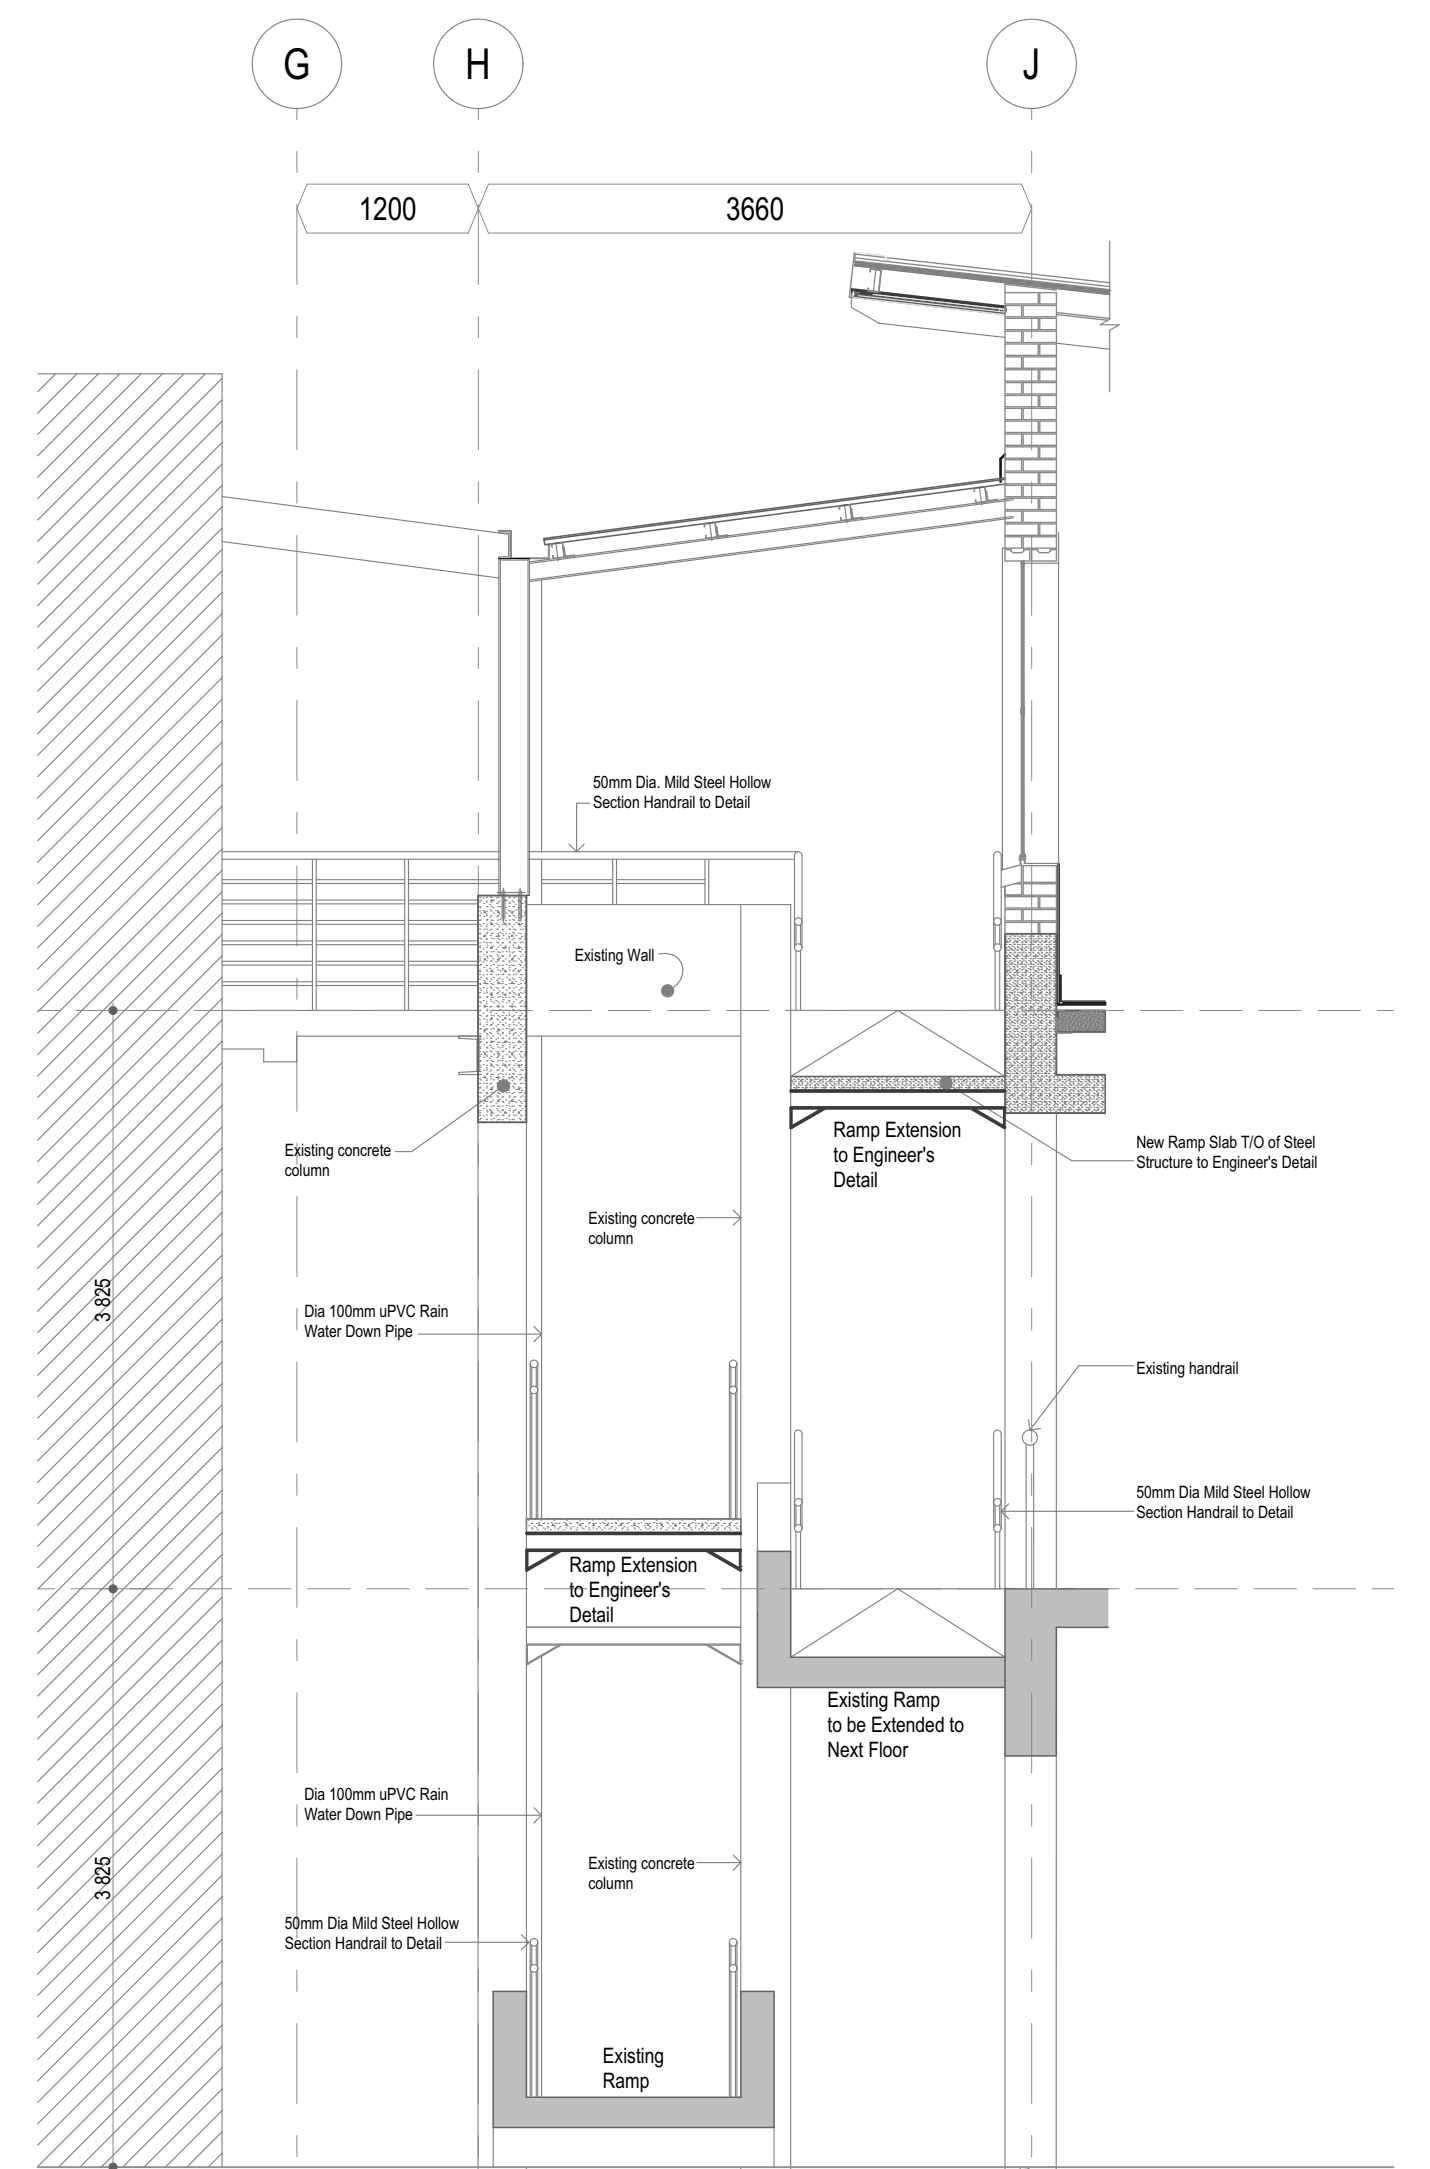 G
H
J
1200
3660
50mm Dia. Mild Steel Hollow
Section Handrail to Detail
Existing Wall
Existing concrete
column
Ramp Extension
to Engineer's
Detail
New Ramp Slab T/O of Steel
Structure to Engineer's Detail
Existing concrete
column
3 825
Dia 100mm uPVC Rain
Water Down Pipe
Existing handrail
50mm Dia Mild Steel Hollow
Section Handrail to Detail
Ramp Extension
to Engineer's
Detail
Existing Ramp
to be Extended to
Next Floor
Dia 100mm uPVC Rain
Water Down Pipe
3 825
Existing concrete
column
50mm Dia Mild Steel Hollow
Section Handrail to Detail
Existing
Ramp